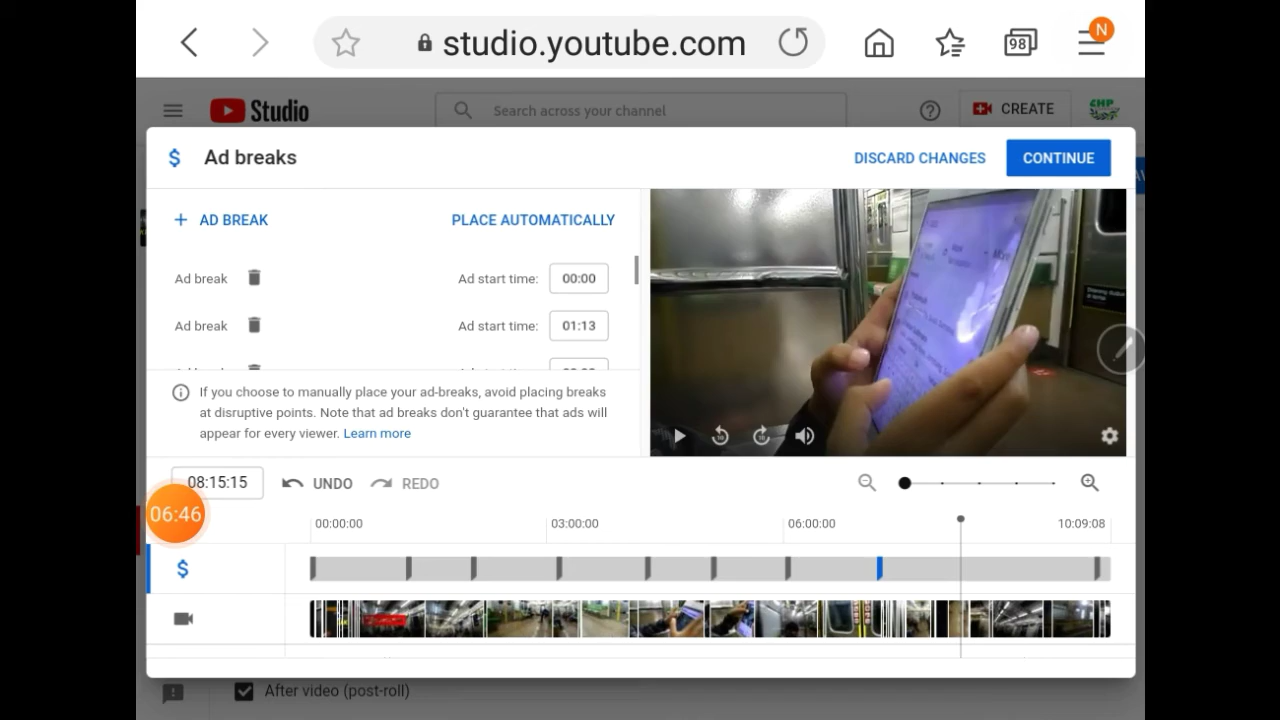 studio.youtube.com
98
N
Studio
Search across your channel
CREATE
CHP
Ad breaks
DISCARD CHANGES
CONTINUE
AD BREAK
PLACE AUTOMATICALLY
Ad break
Ad start time:
00:00
Ad break
Ad start time:
01:13
If you choose to manually place your ad-breaks, avoid placing breaks
at disruptive points. Note that ad breaks don't guarantee that ads will
appear for every viewer. Learn more
08:15:15
UNDO
REDO
06:46
00:00:00
03:00:00
06:00:00
10:09:08
After video (post-roll)